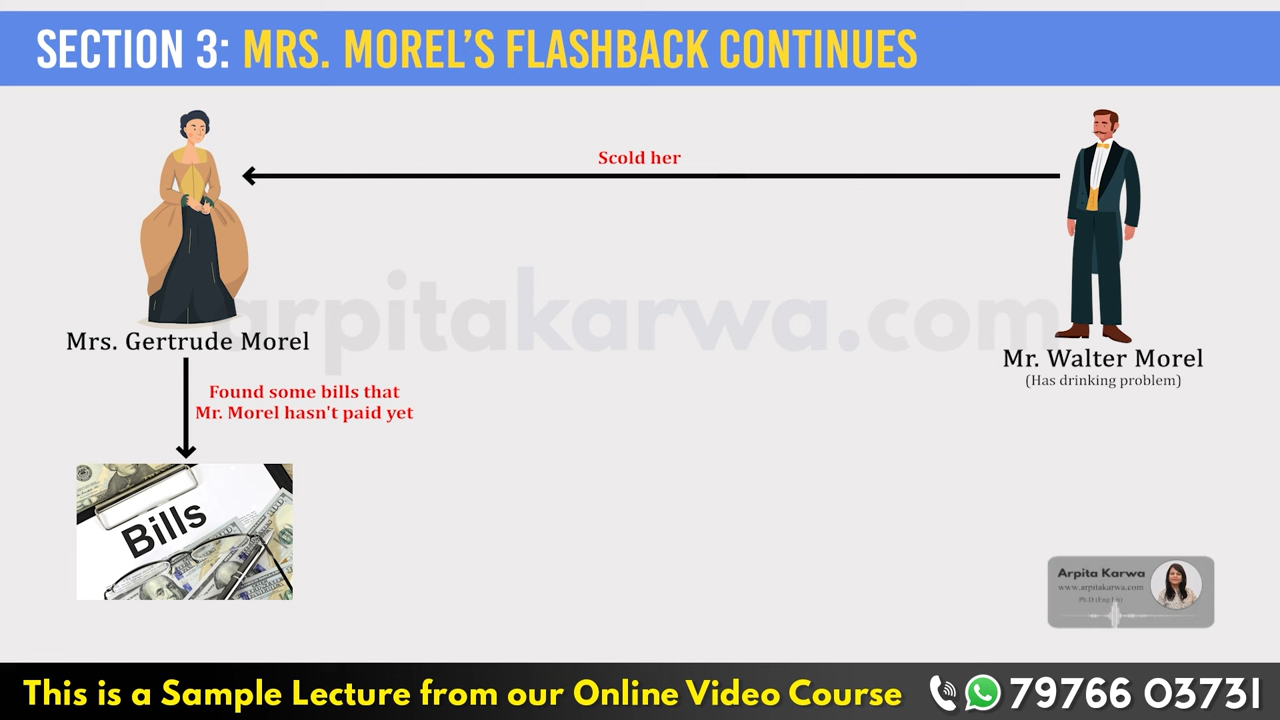 SECTION 3: MRS. MOREL'S FLASHBACK CONTINUES
Scold her
arpitakarwa.com
Mrs. Gertrude Morel
Mr. Walter Morel
(Has drinking problem)
Found some bills that
Mr. Morel hasn't paid yet
Bills
Arpita Karwa
www.arpitakarwa.com
This is a Sample Lecture from our Online Video Course
79766 03731